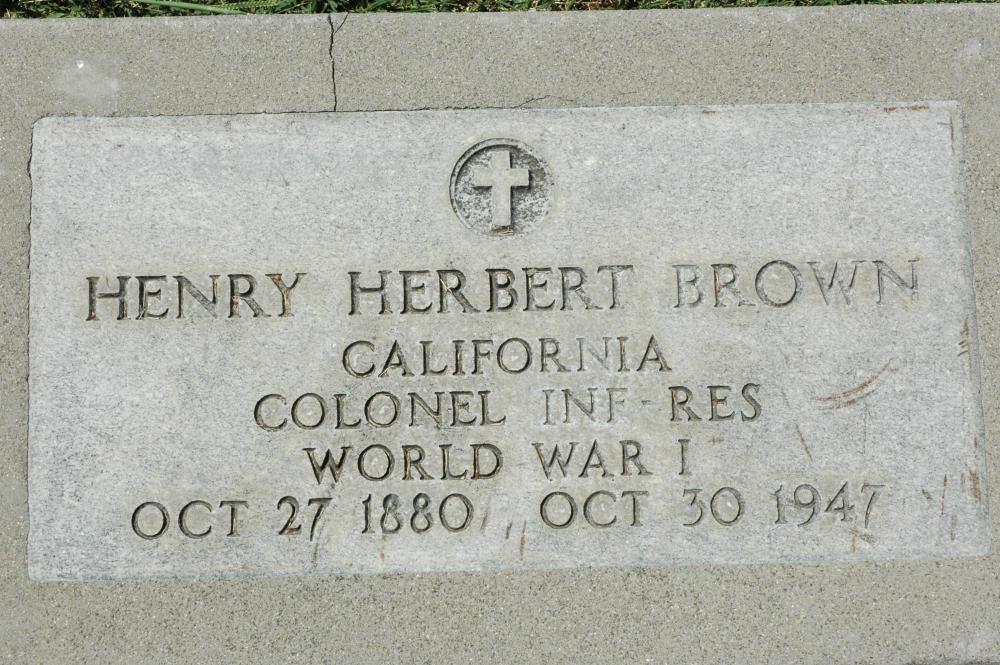 HENRY HERBERT BROWN
CALIFORNIA
COLONEL INF-RES
WORLD WAR I
OCT 27 1880 OCT 30 1947